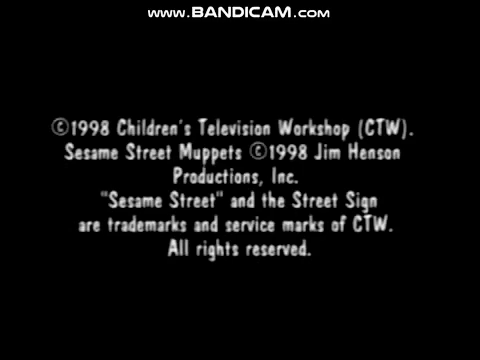 www.BANDICAM.com
©1998 Children's Television Workshop (CTW).
Sesame Street Muppets ©1998 Jim Henson
Productions, Inc.
"Sesame Street" and the Street Sign
are trademarks and service marks of CTW.
All rights reserved.